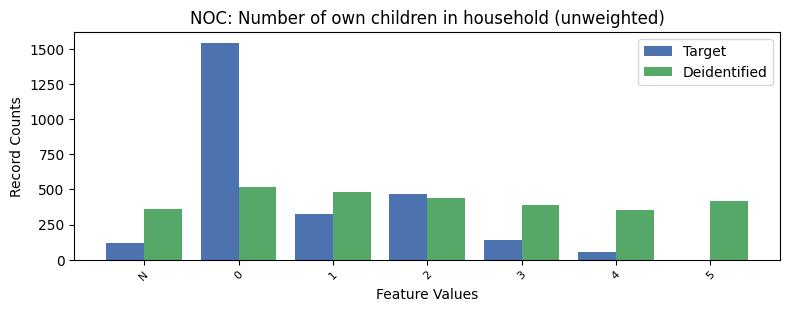 NOC: Number of own children in household (unweighted)
Target
Deidentified
Record Counts
1500
1250
1000
750
500
250
0
N 0 1 2 3 4 5
Feature Values